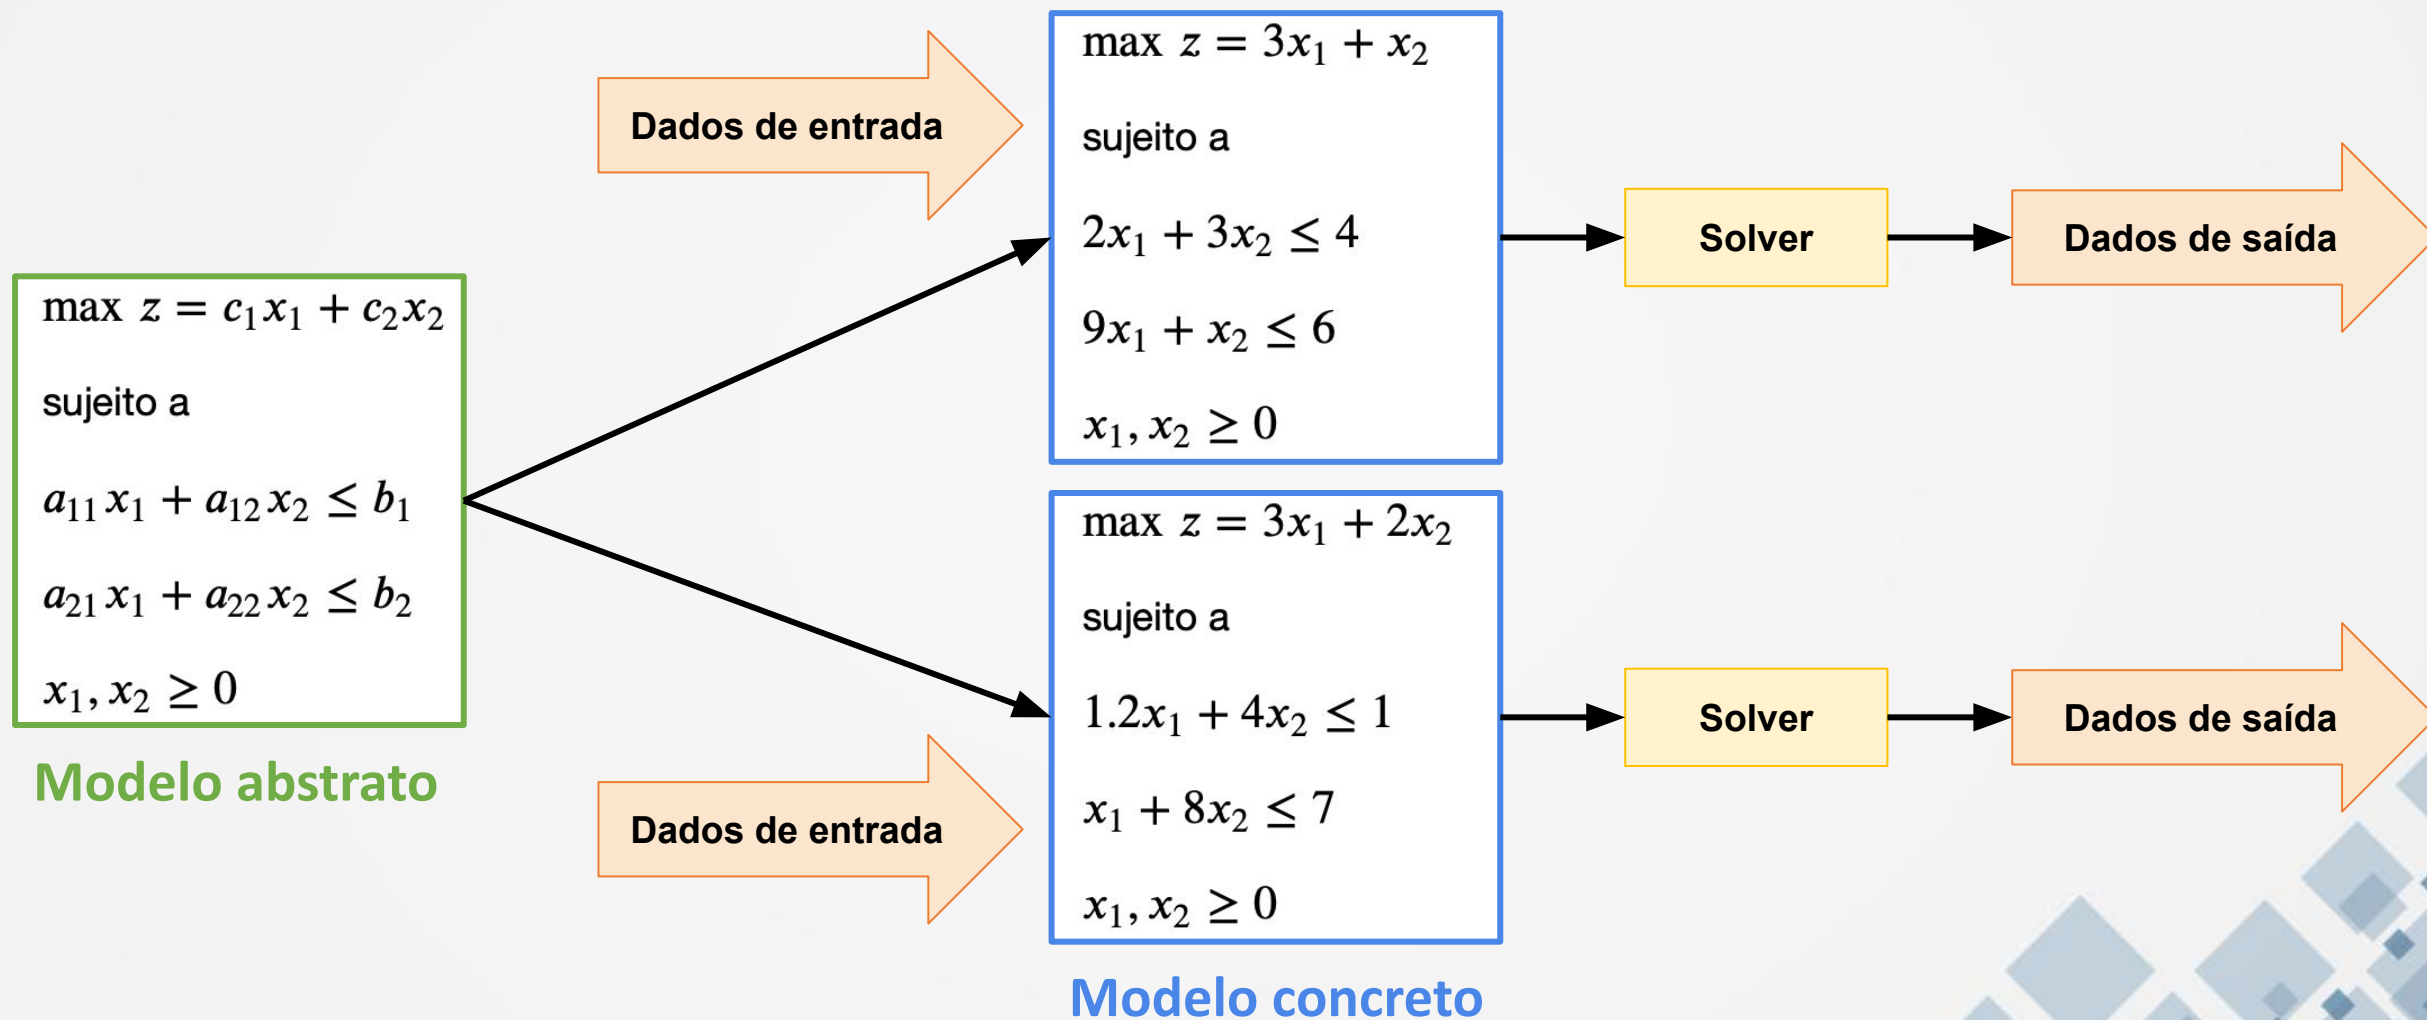 max z = c₁x₁ + c₂x₂
sujeito a
a₁₁x₁ + a₁₂x₂ ≤ b₁
a₂₁x₁ + a₂₂x₂ ≤ b₂
x₁, x₂ ≥ 0
Modelo abstrato
Dados de entrada
max z = 3x₁ + x₂
sujeito a
2x₁ + 3x₂ ≤ 4
9x₁ + x₂ ≤ 6
x₁, x₂ ≥ 0
Solver
Dados de saída
Dados de entrada
max z = 3x₁ + 2x₂
sujeito a
1.2x₁ + 4x₂ ≤ 1
x₁ + 8x₂ ≤ 7
x₁, x₂ ≥ 0
Modelo concreto
Solver
Dados de saída